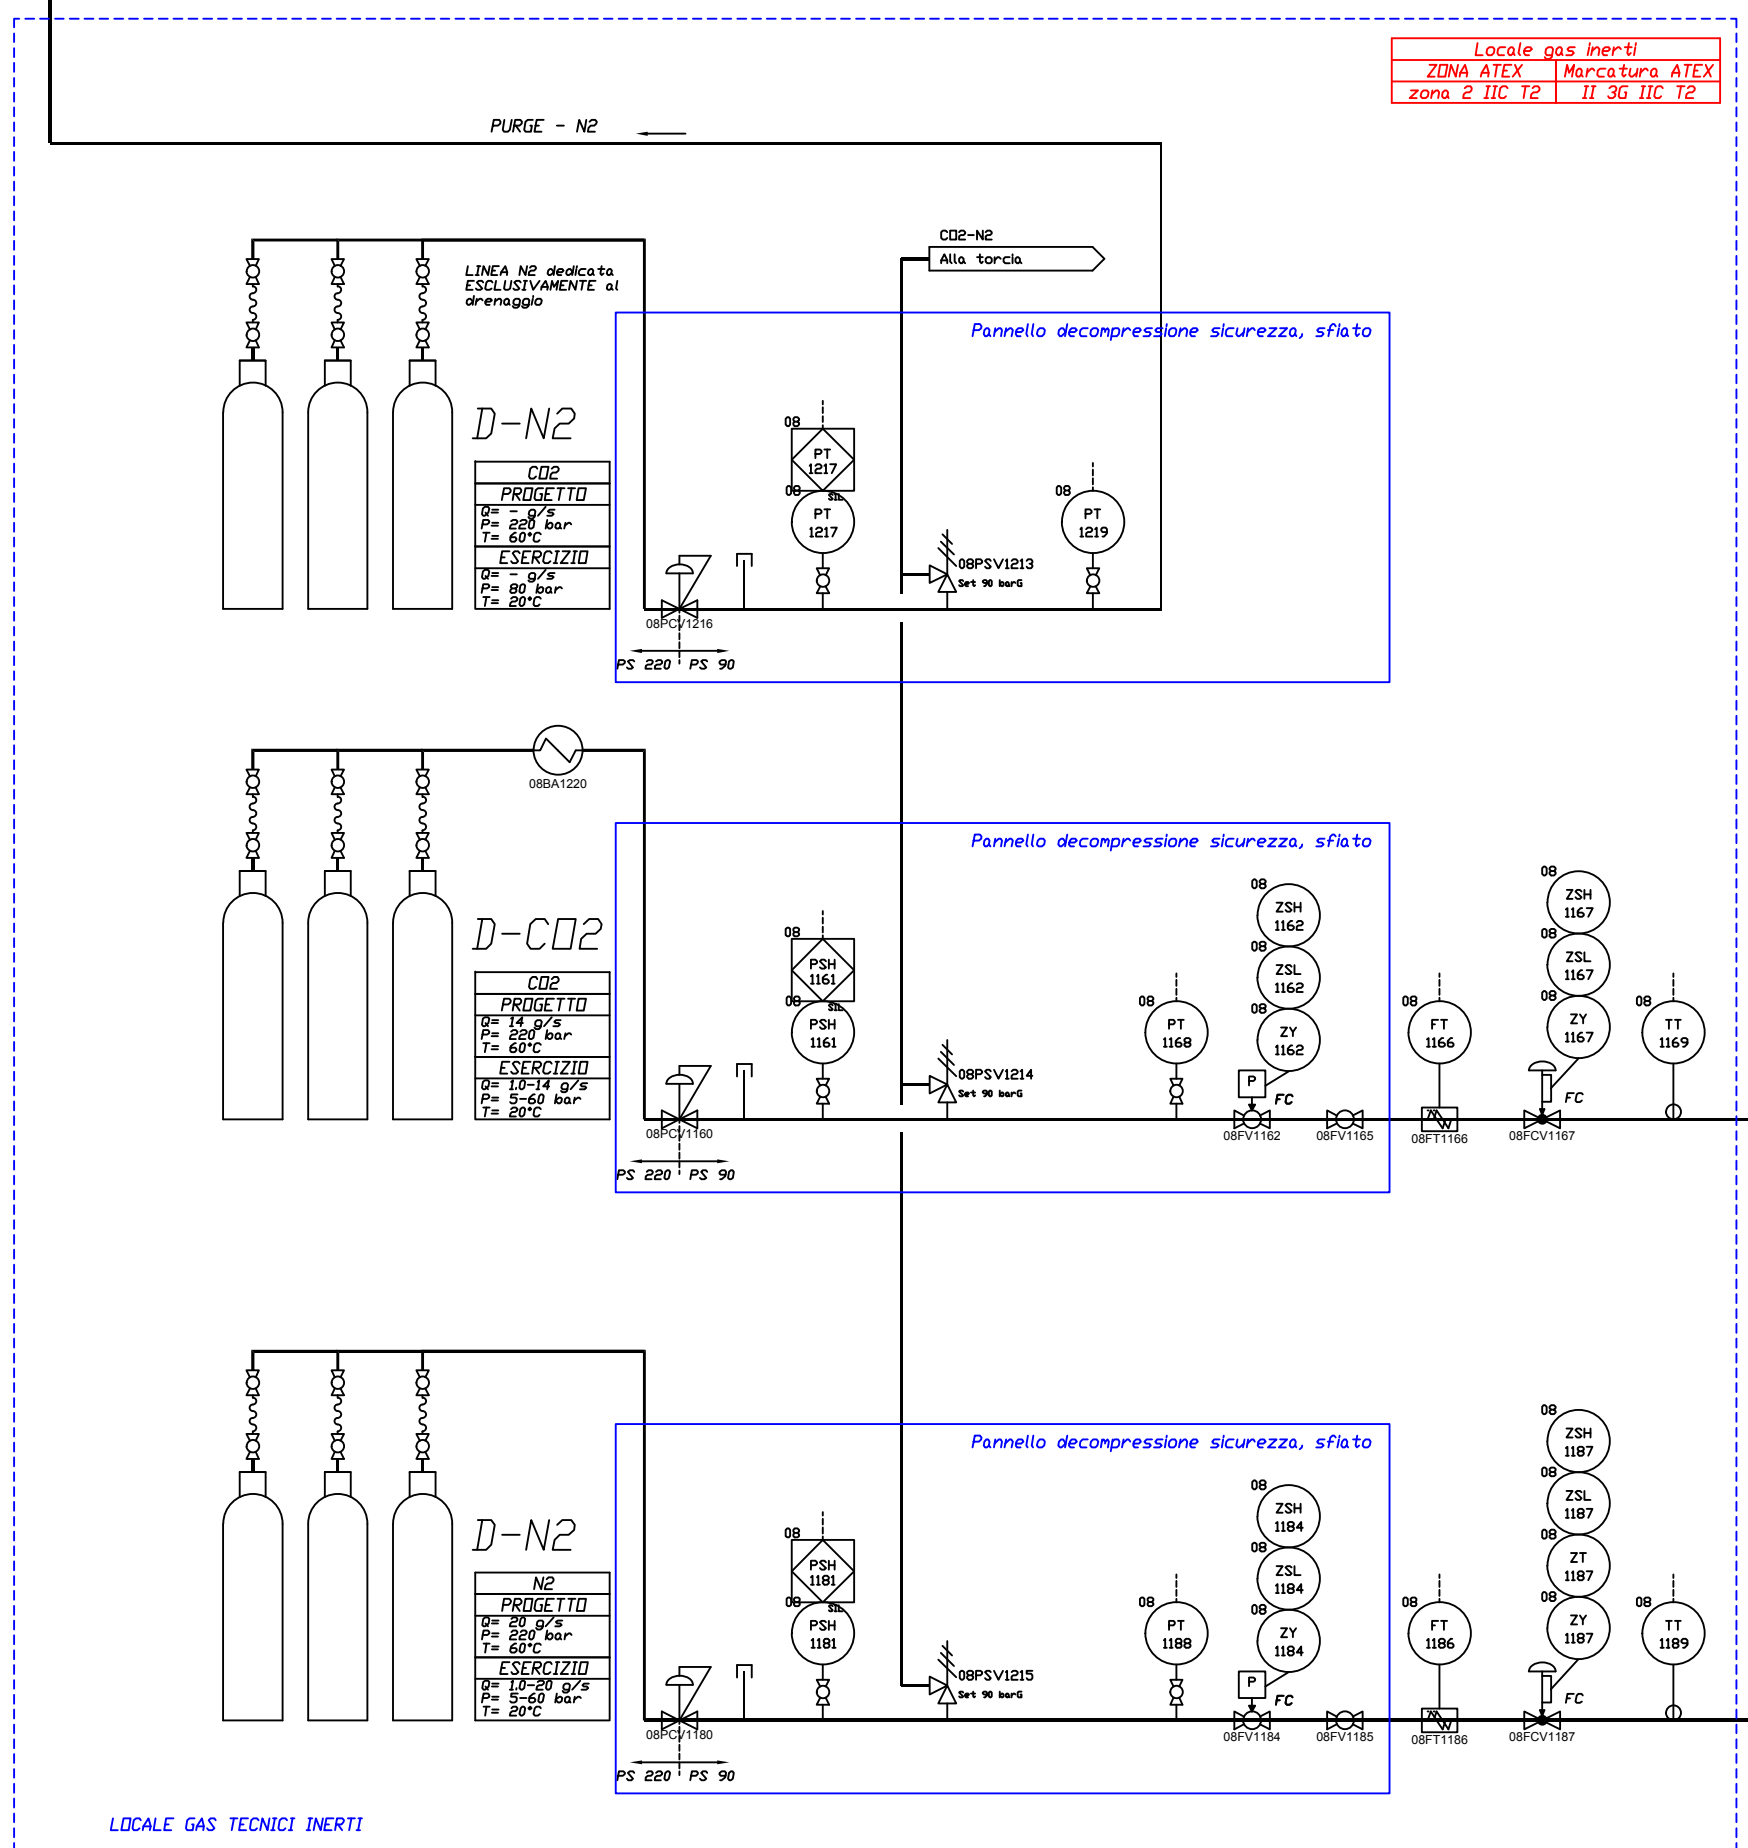 Locale gas inerti
ZONA ATEX
Marcatura ATEX
zona 2 IIC T2
II 3G IIC T2
PURGE - N2
CO2-N2
Alla torcia
LINEA N2 dedicata
ESCLUSIVAMENTE al
drenaggio
Pannello decompressione sicurezza, sfiato
D-N2
CO2
PROGETTO
Q= - g/s
P= 220 bar
T= 60°C
ESERCIZIO
Q= - g/s
P= 80 bar
T= 20°C
08
PT
1217
08
SIL
PT
1217
08
PT
1219
08PSV1213
Set 90 barG
08PCV1216
PS 220
PS 90
08BA1220
Pannello decompressione sicurezza, sfiato
D-CO2
CO2
PROGETTO
Q= 14 g/s
P= 220 bar
T= 60°C
ESERCIZIO
Q= 1.0-14 g/s
P= 5-60 bar
T= 20°C
08
PSH
1161
08
SIL
PSH
1161
08PSV1214
Set 90 barG
08
PT
1168
08
ZSH
1162
08
ZSL
1162
08
ZY
1162
P
FC
08
FT
1166
08
ZSH
1167
08
ZSL
1167
08
ZY
1167
FC
08
TT
1169
08PCV1160
08FV1162
08FV1165
08FT1166
08FCV1167
PS 220
PS 90
Pannello decompressione sicurezza, sfiato
D-N2
N2
PROGETTO
Q= 20 g/s
P= 220 bar
T= 60°C
ESERCIZIO
Q= 1.0-20 g/s
P= 5-60 bar
T= 20°C
08
PSH
1181
08
SIL
PSH
1181
08PSV1215
Set 90 barG
08
PT
1188
08
ZSH
1184
08
ZSL
1184
08
ZY
1184
P
FC
08
FT
1186
08
ZSH
1187
08
ZSL
1187
08
ZT
1187
08
ZY
1187
FC
08
TT
1189
08PCV1180
08FV1184
08FV1185
08FT1186
08FCV1187
PS 220
PS 90
LOCALE GAS TECNICI INERTI